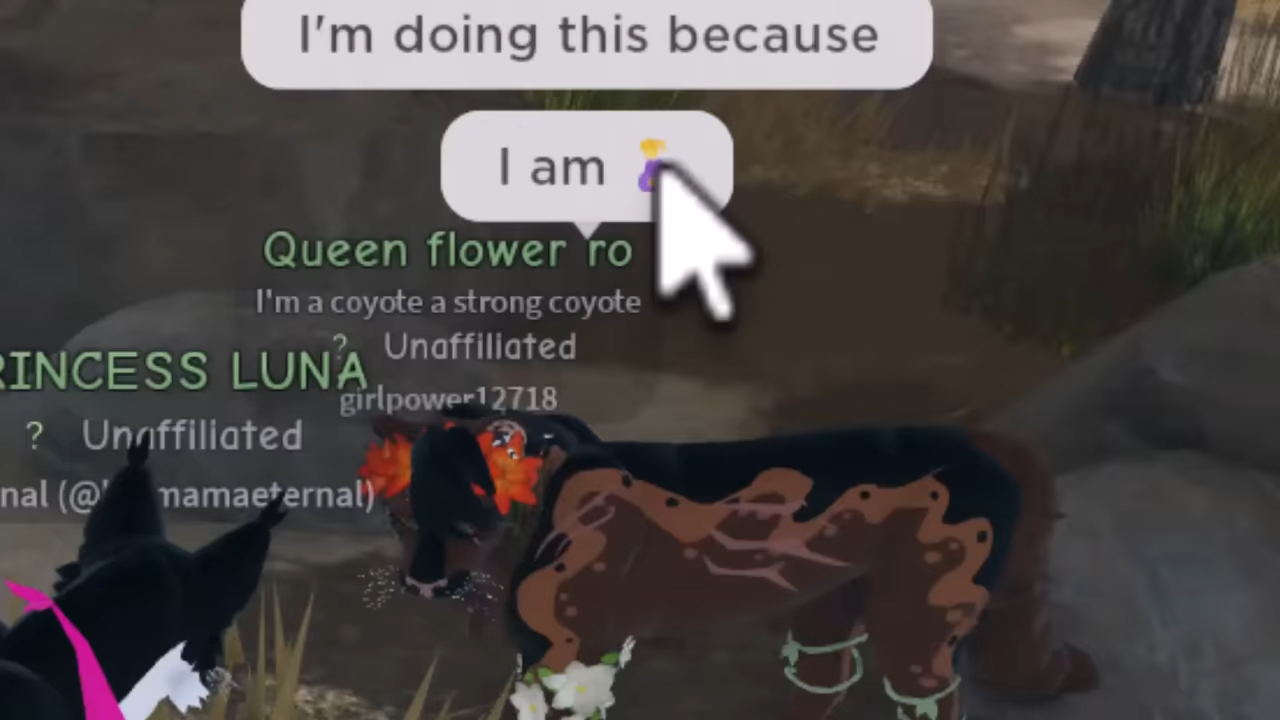 I'm doing this because
I am
Queen flower ro
I'm a coyote a strong coyote
? Unaffiliated
girlpower12718
RINCESS LUNA
? Unaffiliated
nal (@ mamaeternal)